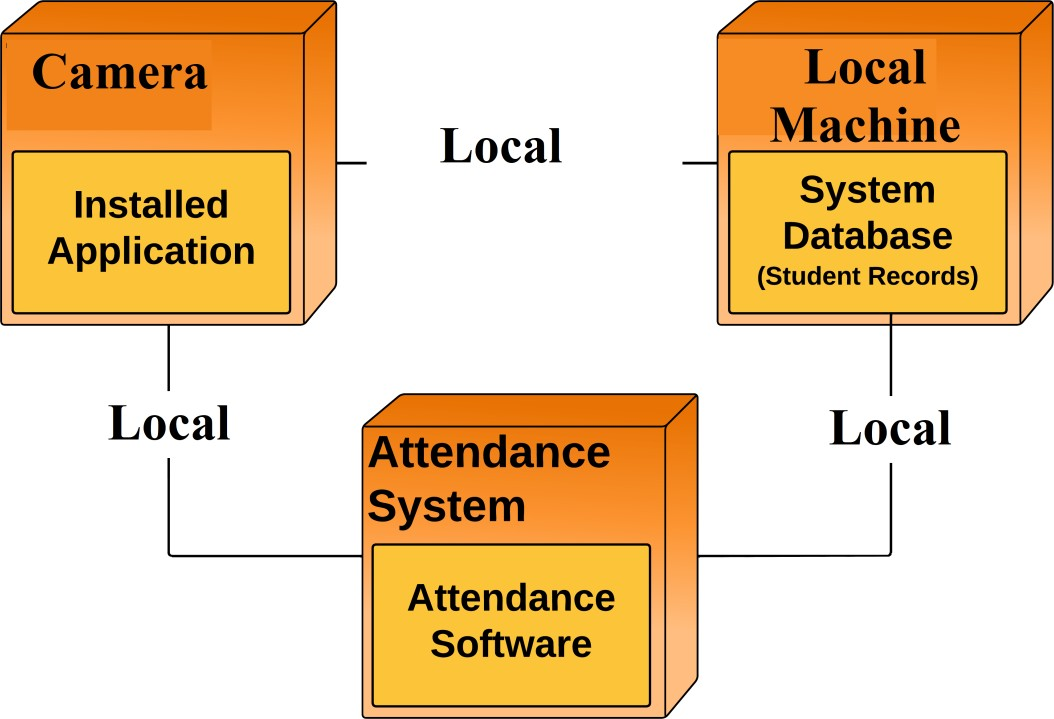 Camera
Installed
Application
Local
Local
Machine
System
Database
(Student Records)
Local
Local
Attendance
System
Attendance
Software